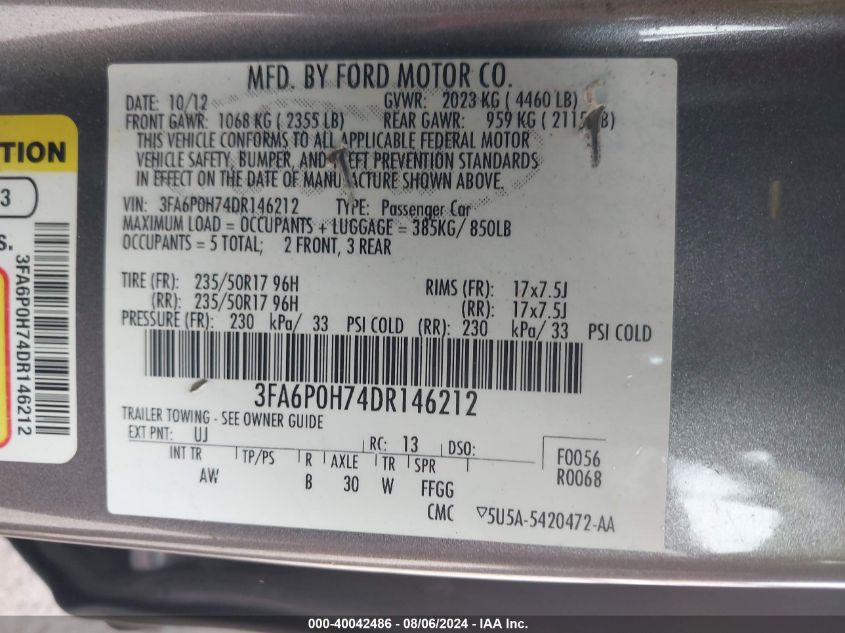 MFD. BY FORD MOTOR CO.
DATE: 10/12 GVWR: 2023 KG ( 4460 LB)
FRONT GAWR: 1068 KG ( 2355 LB) REAR GAWR: 959 KG ( 2115 LB)
THIS VEHICLE CONFORMS TO ALL APPLICABLE FEDERAL MOTOR
VEHICLE SAFETY, BUMPER, AND THEFT PREVENTION STANDARDS
IN EFFECT ON THE DATE OF MANUFACTURE SHOWN ABOVE.
VIN: 3FA6P0H74DR146212 TYPE: Passenger Car
MAXIMUM LOAD = OCCUPANTS + LUGGAGE = 385KG/ 850LB
OCCUPANTS = 5 TOTAL; 2 FRONT, 3 REAR
TIRE (FR): 235/50R17 96H RIMS (FR): 17x7.5J
(RR): 235/50R17 96H (RR): 17x7.5J
PRESSURE (FR): 230 kPa/ 33 PSI COLD (RR): 230 kPa/ 33 PSI COLD
3FA6P0H74DR146212
TRAILER TOWING - SEE OWNER GUIDE
EXT PNT: UJ RC: 13 DSO:
INT TR TP/PS R AXLE TR SPR
AW B 30 W FFGG
F0056
R0068
CMC 5U5A-5420472-AA
TION
3
S.
3FA6P0H74DR146212
000-40042486 - 08/06/2024 - IAA Inc.